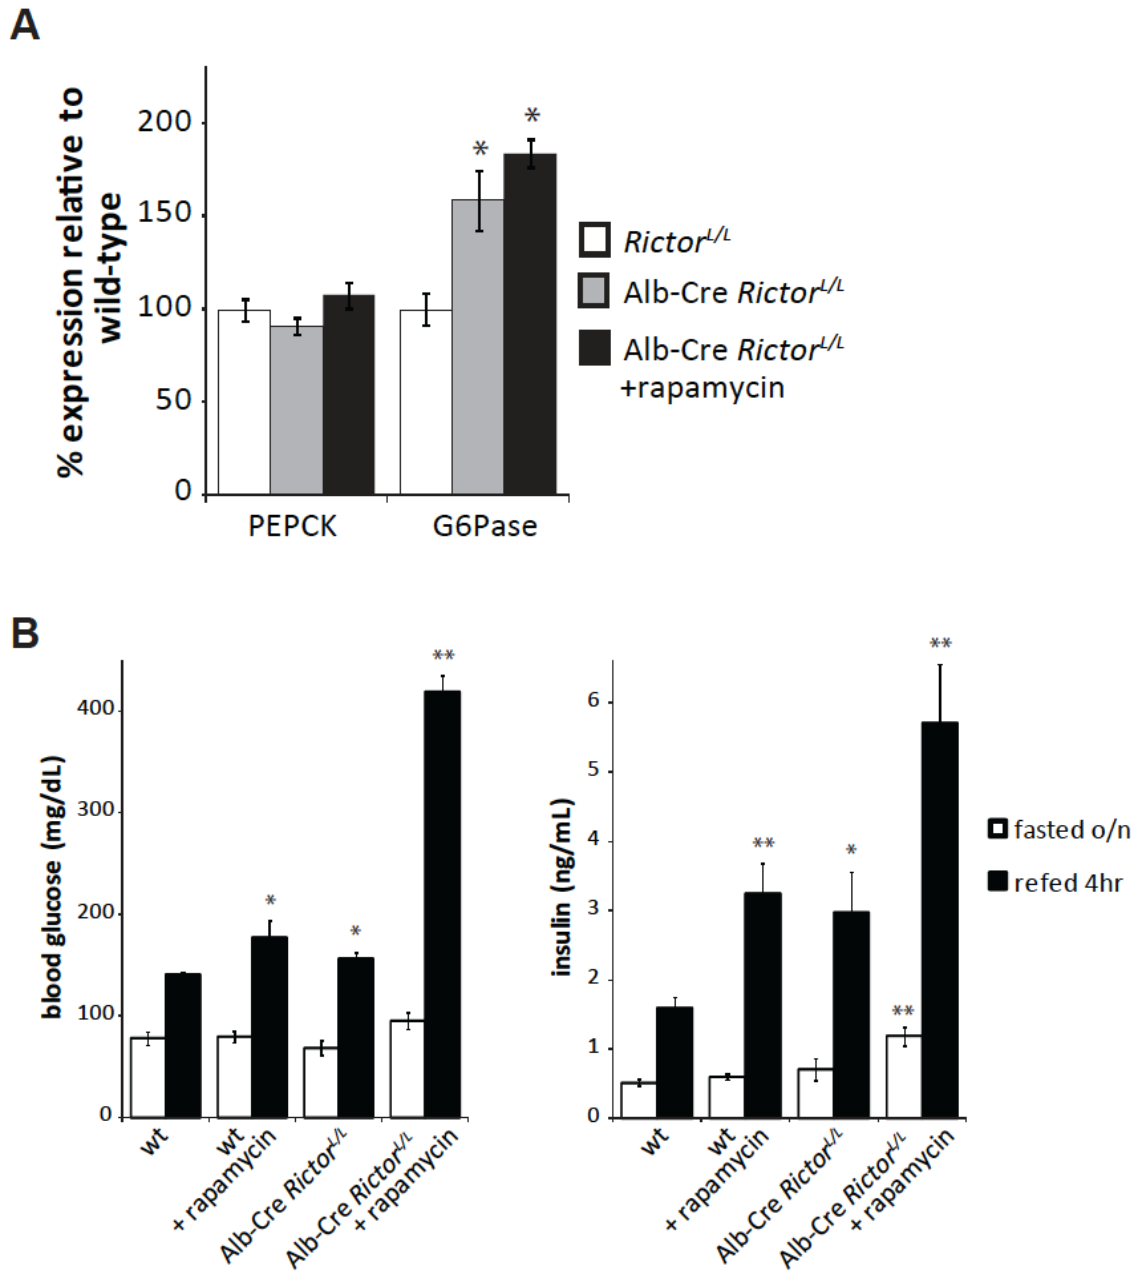 A
% expression relative to
wild-type
200
150
100
50
0
*
*
PEPCK
G6Pase
Rictor^L/L
Alb-Cre Rictor^L/L
Alb-Cre Rictor^L/L
+rapamycin
B
blood glucose (mg/dL)
400
300
200
100
0
*
*
**
wt
wt
+ rapamycin
Alb-Cre Rictor^L/L
Alb-Cre Rictor^L/L
+ rapamycin
insulin (ng/mL)
6
5
4
3
2
1
0
**
*
**
**
wt
wt
+ rapamycin
Alb-Cre Rictor^L/L
Alb-Cre Rictor^L/L
+ rapamycin
fasted o/n
refed 4hr